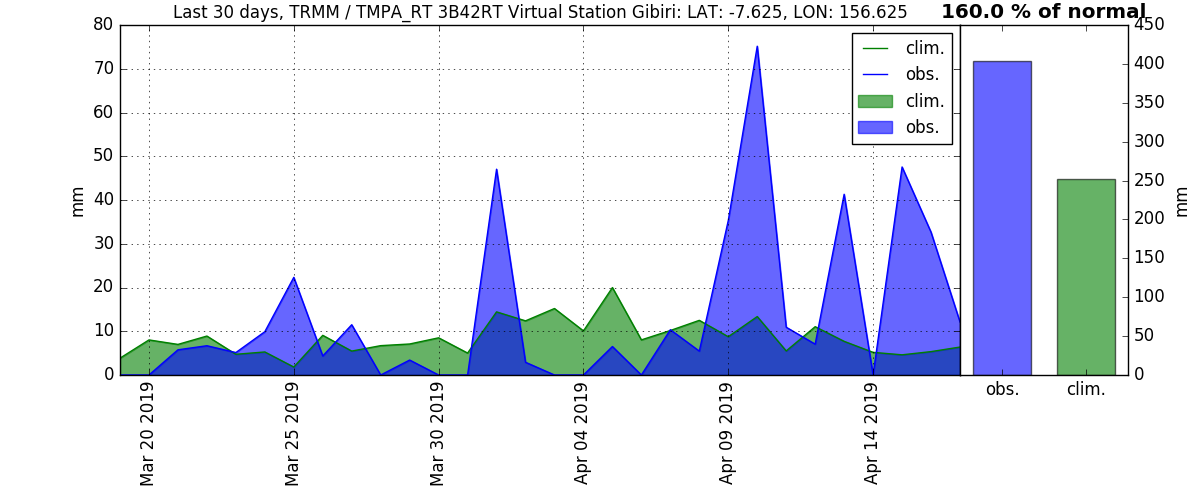 Last 30 days, TRMM / TMPA_RT 3B42RT Virtual Station Gibiri: LAT: -7.625, LON: 156.625
160.0 % of normal
80
70
60
50
40
30
20
10
0
mm
clim.
obs.
clim.
obs.
450
400
350
300
250
200
150
100
50
0
mm
Mar 20 2019
Mar 25 2019
Mar 30 2019
Apr 04 2019
Apr 09 2019
Apr 14 2019
obs.
clim.